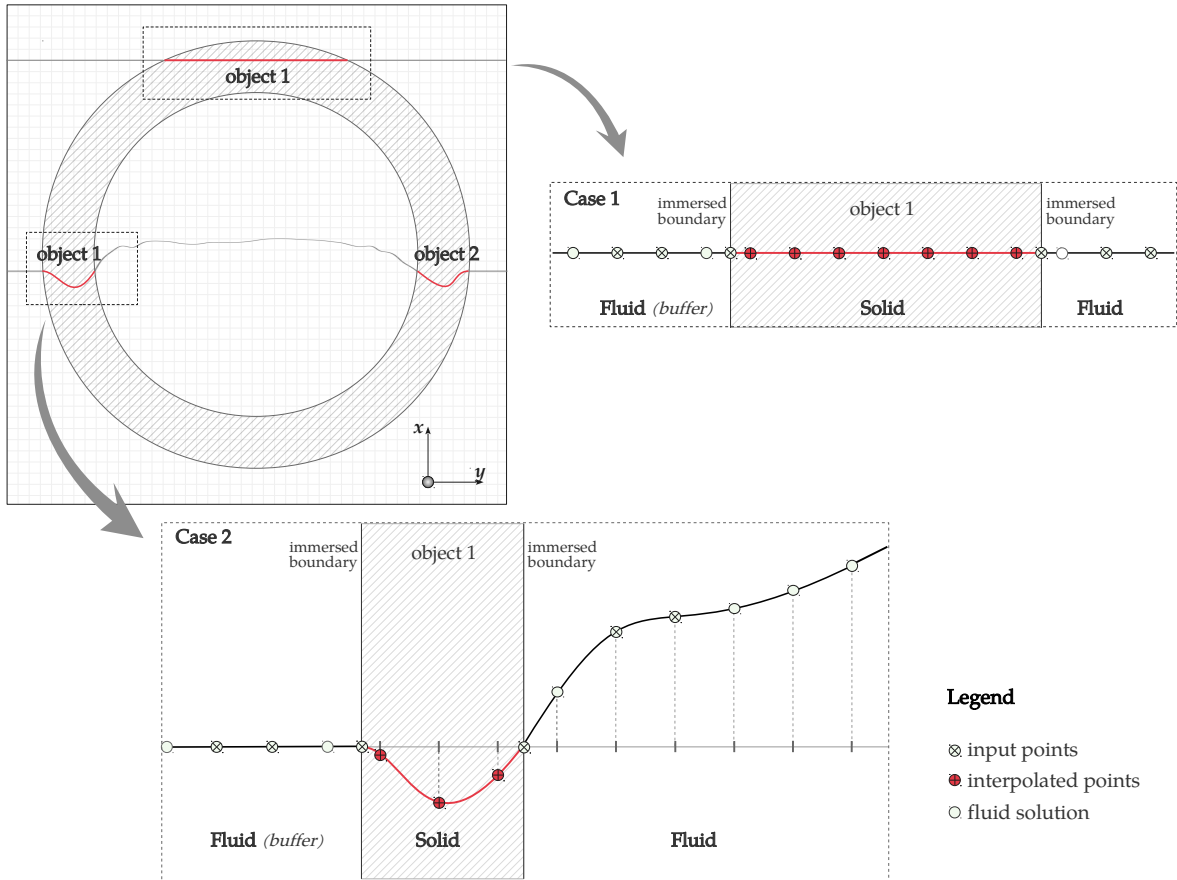 object 1
object 1
object 2
x
y
Case 1
immersed
boundary
object 1
immersed
boundary
Fluid (buffer)
Solid
Fluid
Case 2
immersed
boundary
object 1
immersed
boundary
Fluid (buffer)
Solid
Fluid
Legend
input points
interpolated points
fluid solution